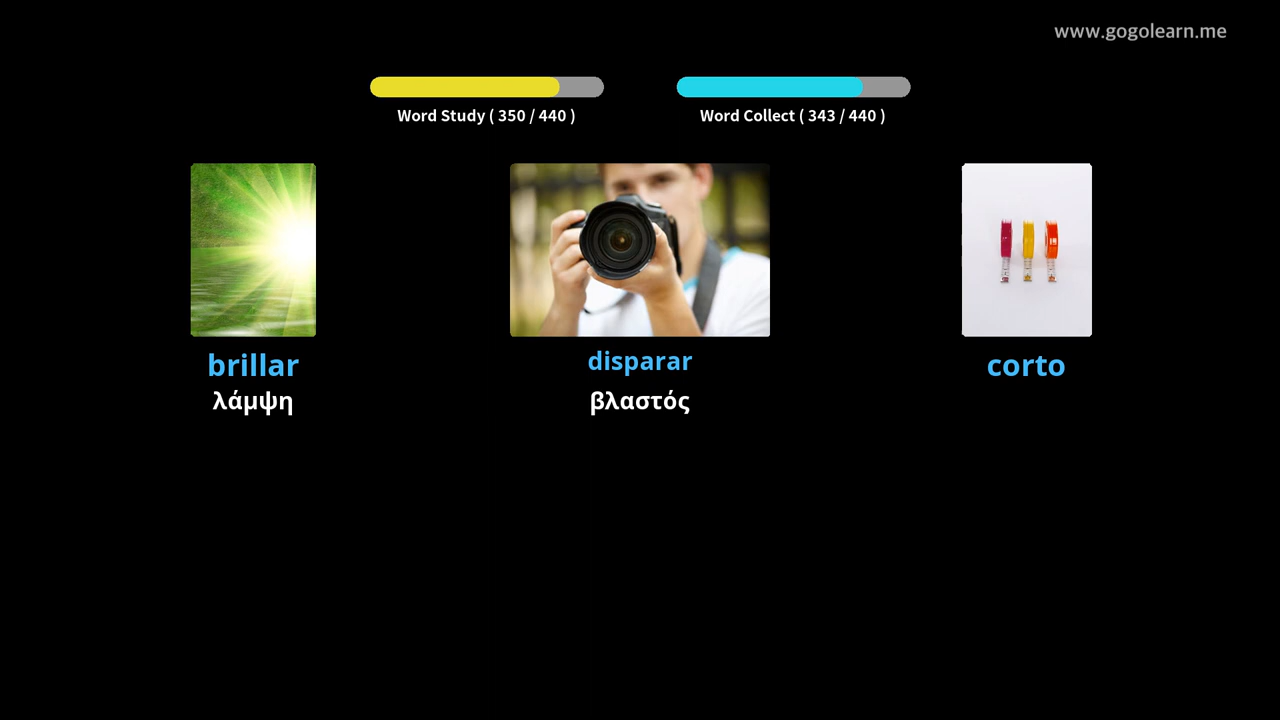 www.gogolearn.me
Word Study ( 350 / 440 )
Word Collect ( 343 / 440 )
brillar
λάμψη
disparar
βλαστός
corto